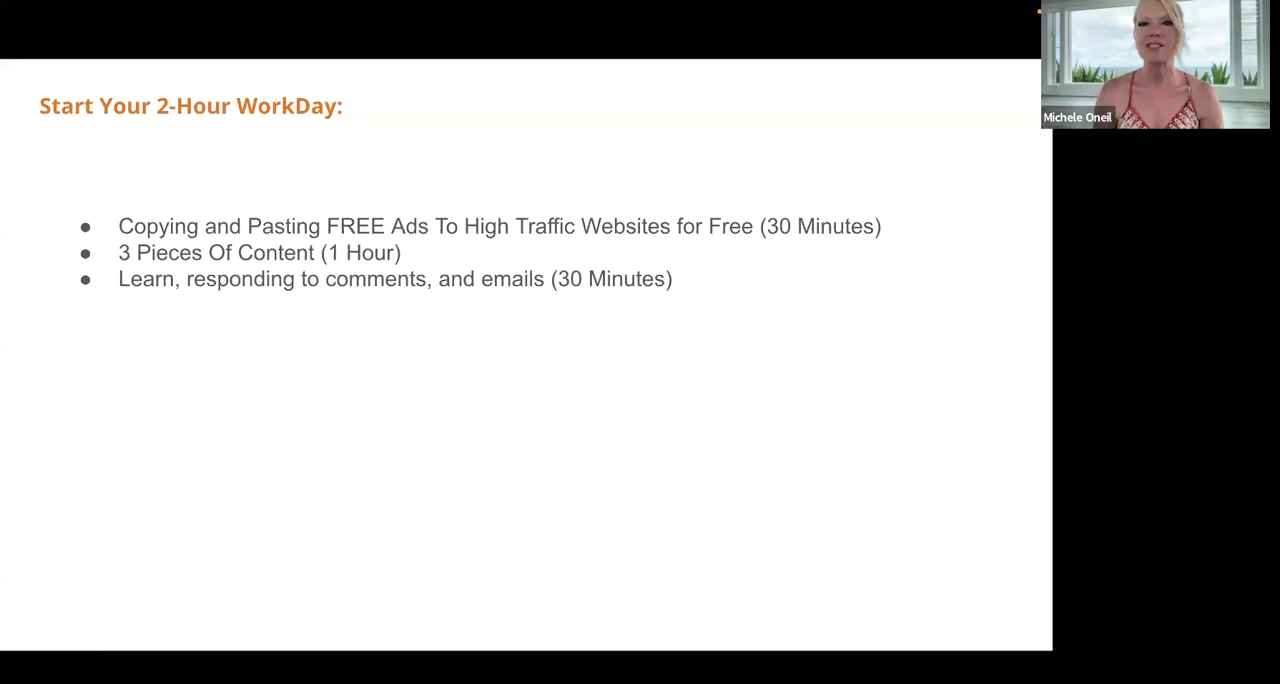 Start Your 2-Hour WorkDay:
● Copying and Pasting FREE Ads To High Traffic Websites for Free (30 Minutes)
● 3 Pieces Of Content (1 Hour)
● Learn, responding to comments, and emails (30 Minutes)
Michele Oneil